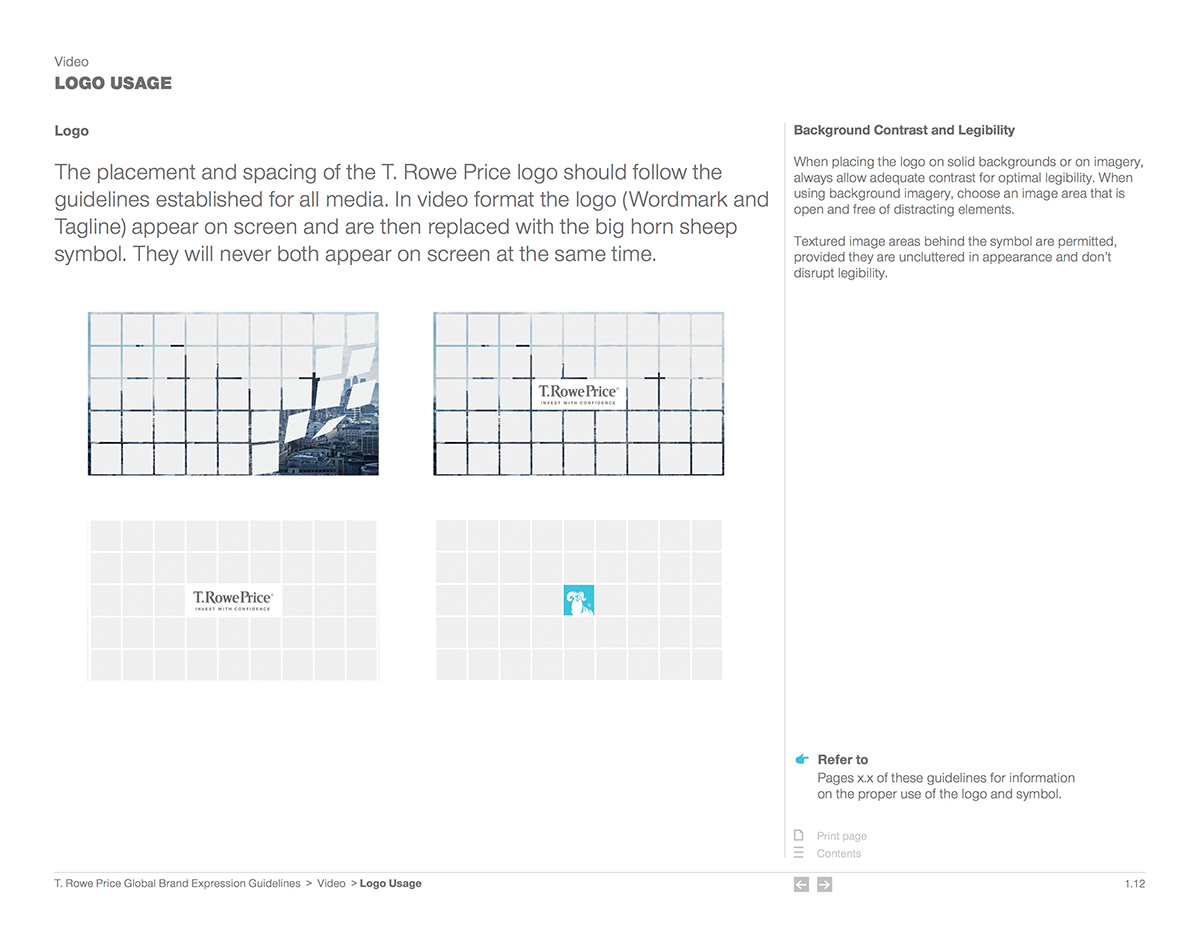 Video
LOGO USAGE
Logo
The placement and spacing of the T. Rowe Price logo should follow the
guidelines established for all media. In video format the logo (Wordmark and
Tagline) appear on screen and are then replaced with the big horn sheep
symbol. They will never both appear on screen at the same time.
T.RowePrice®
INVEST WITH CONFIDENCE
T.RowePrice®
INVEST WITH CONFIDENCE
Background Contrast and Legibility
When placing the logo on solid backgrounds or on imagery,
always allow adequate contrast for optimal legibility. When
using background imagery, choose an image area that is
open and free of distracting elements.
Textured image areas behind the symbol are permitted,
provided they are uncluttered in appearance and don’t
disrupt legibility.
Refer to
Pages x.x of these guidelines for information
on the proper use of the logo and symbol.
Print page
Contents
T. Rowe Price Global Brand Expression Guidelines > Video > Logo Usage
1.12